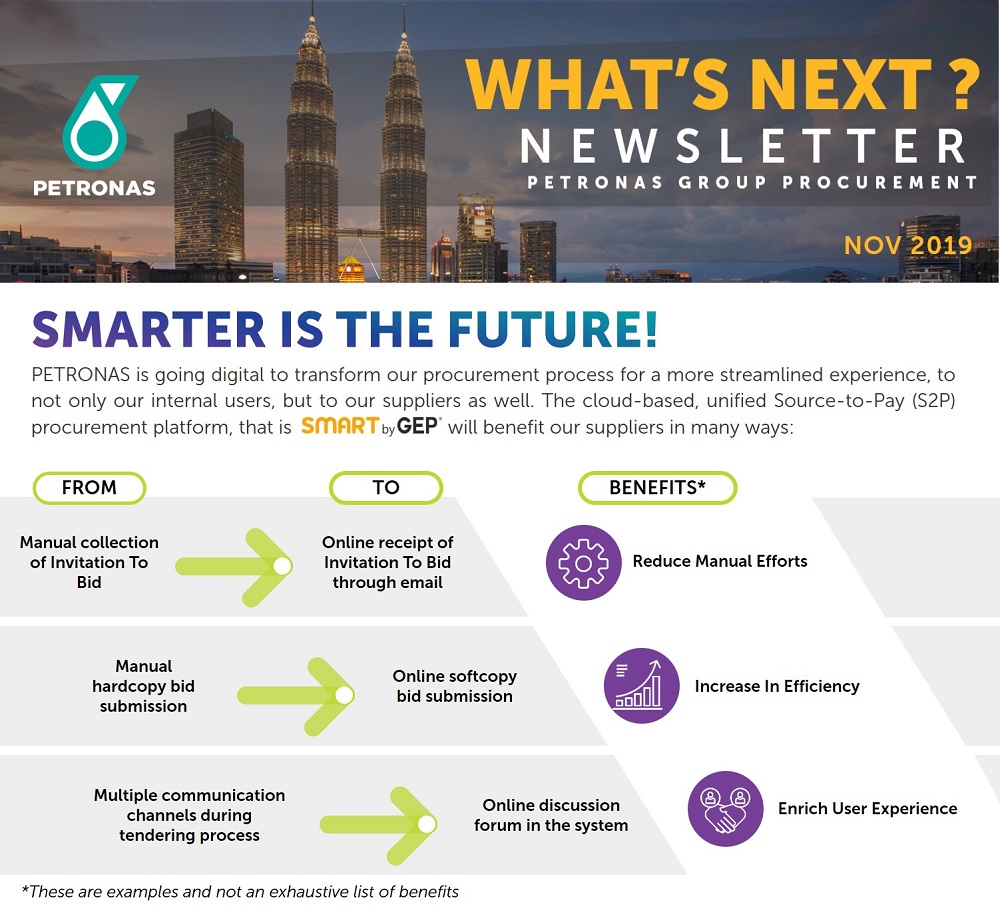 PETRONAS
WHAT'S NEXT ?
NEWSLETTER
PETRONAS GROUP PROCUREMENT
NOV 2019
SMARTER IS THE FUTURE!
PETRONAS is going digital to transform our procurement process for a more streamlined experience, to
not only our internal users, but to our suppliers as well. The cloud-based, unified Source-to-Pay (S2P)
procurement platform, that is SMART by GEP® will benefit our suppliers in many ways:
FROM
TO
BENEFITS*
Manual collection
of Invitation To
Bid
Online receipt of
Invitation To Bid
through email
Reduce Manual Efforts
Manual
hardcopy bid
submission
Online softcopy
bid submission
Increase In Efficiency
Multiple communication
channels during
tendering process
Online discussion
forum in the system
Enrich User Experience
*These are examples and not an exhaustive list of benefits